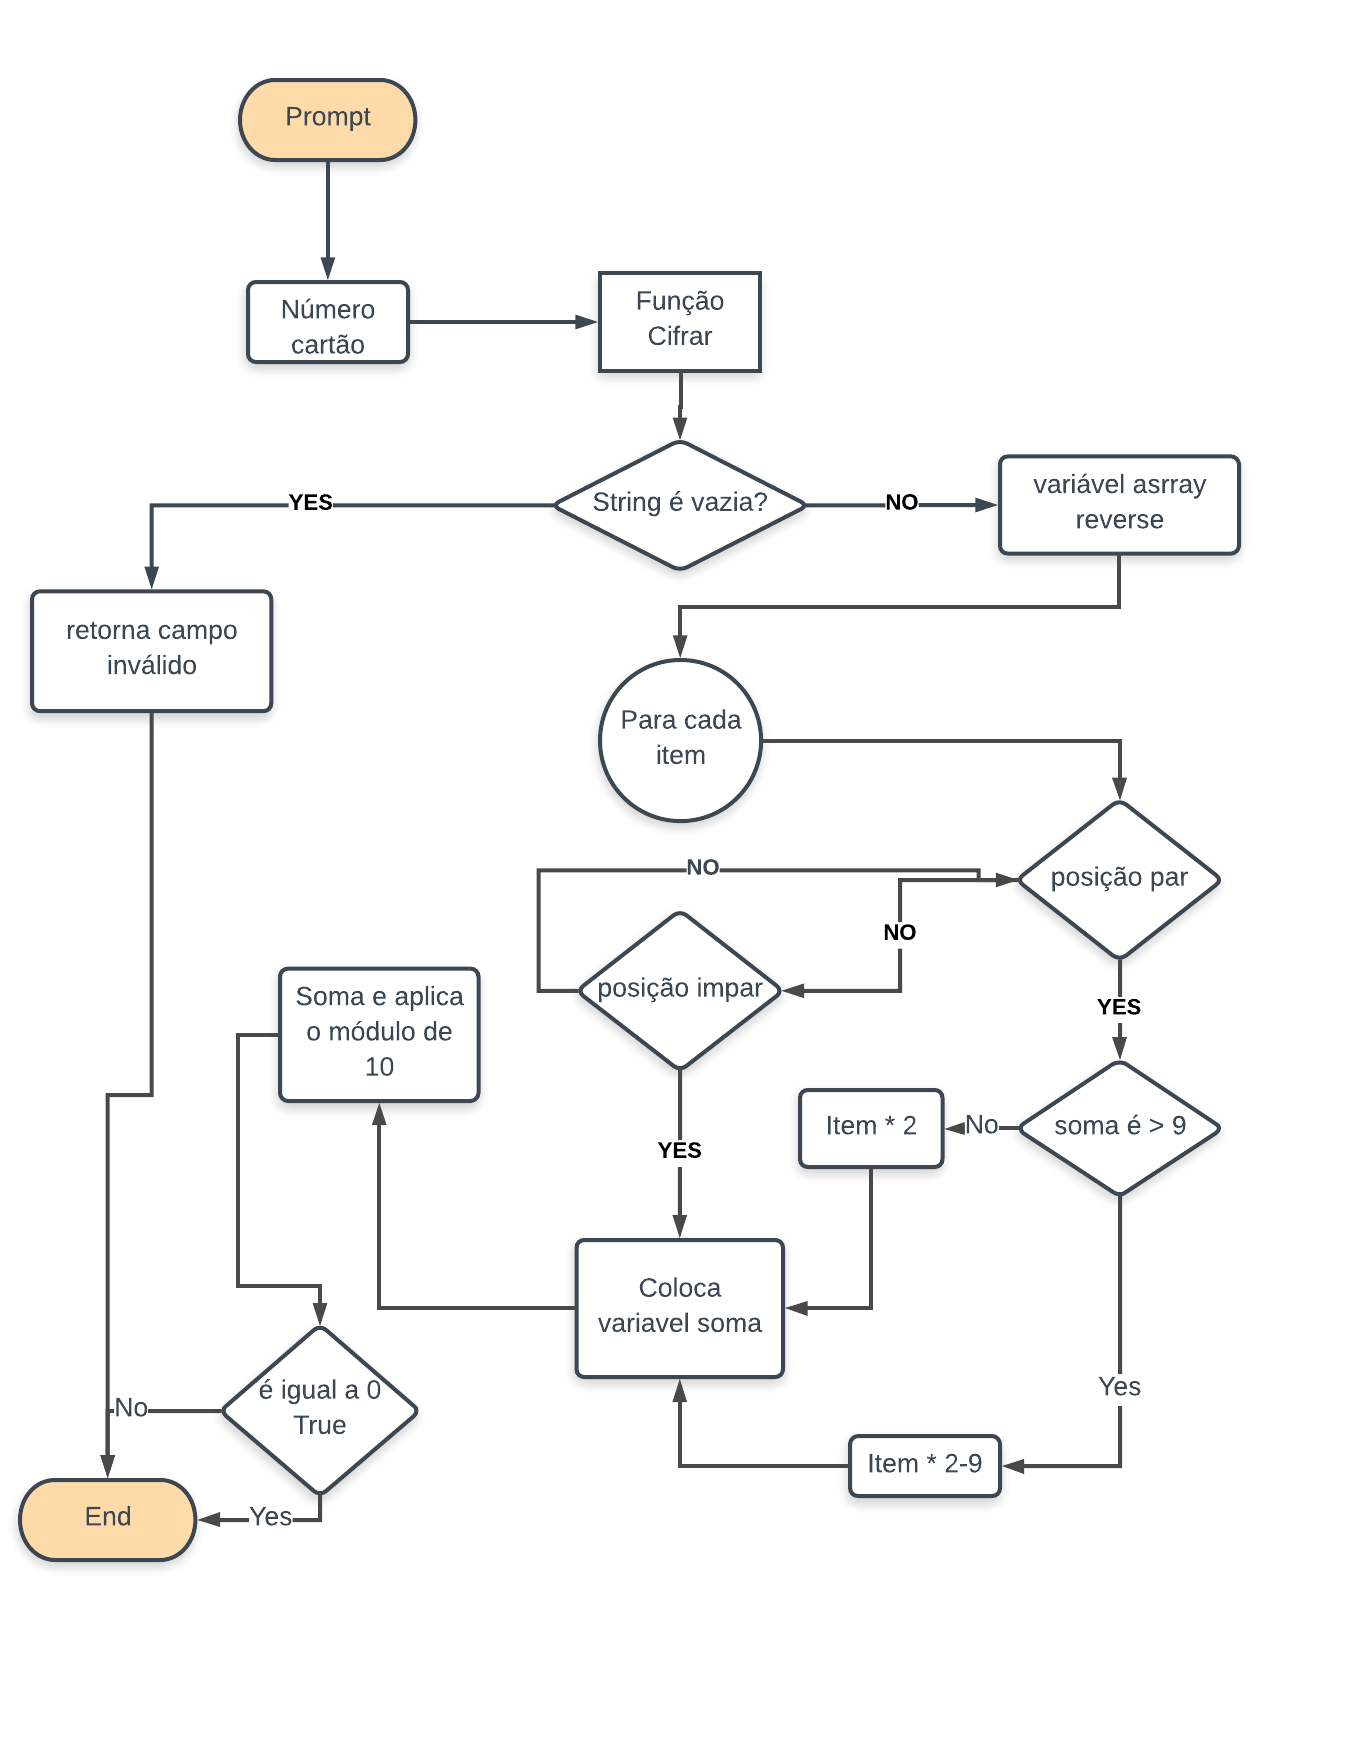 Prompt
Número
cartão
Função
Cifrar
String é vazia?
YES
NO
variável asrray
reverse
retorna campo
inválido
Para cada
item
NO
posição par
NO
posição impar
Soma e aplica
o módulo de
10
YES
YES
Item * 2
No
soma é > 9
Coloca
variavel soma
é igual a 0
True
No
Yes
Item * 2-9
End
Yes